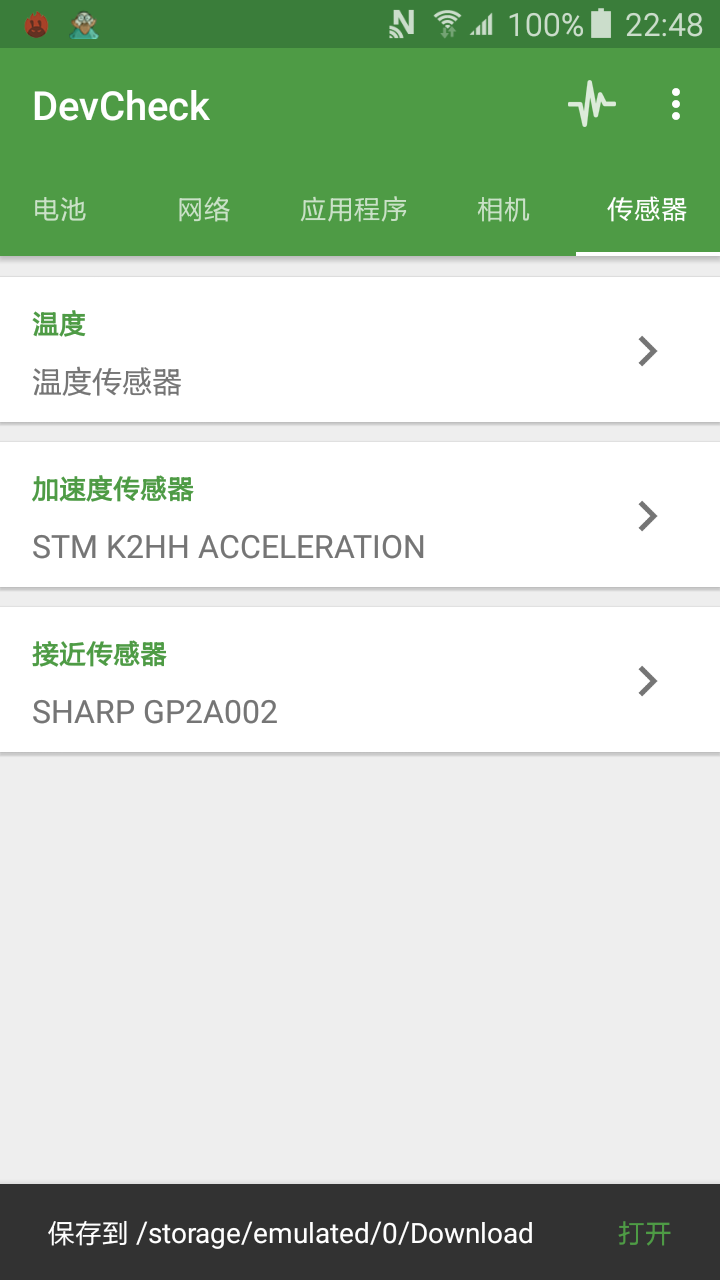 100% 22:48
DevCheck
电池 网络 应用程序 相机 传感器
温度
温度传感器
加速度传感器
STM K2HH ACCELERATION
接近传感器
SHARP GP2A002
保存到 /storage/emulated/0/Download 打开